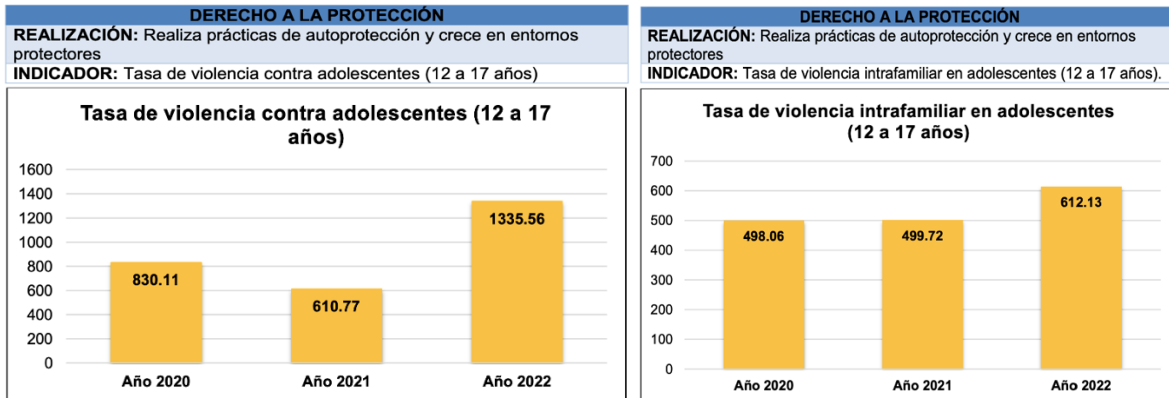 DERECHO A LA PROTECCIÓN
REALIZACIÓN: Realiza prácticas de autoprotección y crece en entornos
protectores
INDICADOR: Tasa de violencia contra adolescentes (12 a 17 años)
Tasa de violencia contra adolescentes (12 a 17
años)
1600
1400
1200
1000
800
600
400
200
0
830.11
610.77
1335.56
Año 2020
Año 2021
Año 2022
DERECHO A LA PROTECCIÓN
REALIZACIÓN: Realiza prácticas de autoprotección y crece en entornos
protectores
INDICADOR: Tasa de violencia intrafamiliar en adolescentes (12 a 17 años).
Tasa de violencia intrafamiliar en adolescentes
(12 a 17 años)
700
600
500
400
300
200
100
0
498.06
499.72
612.13
Año 2020
Año 2021
Año 2022